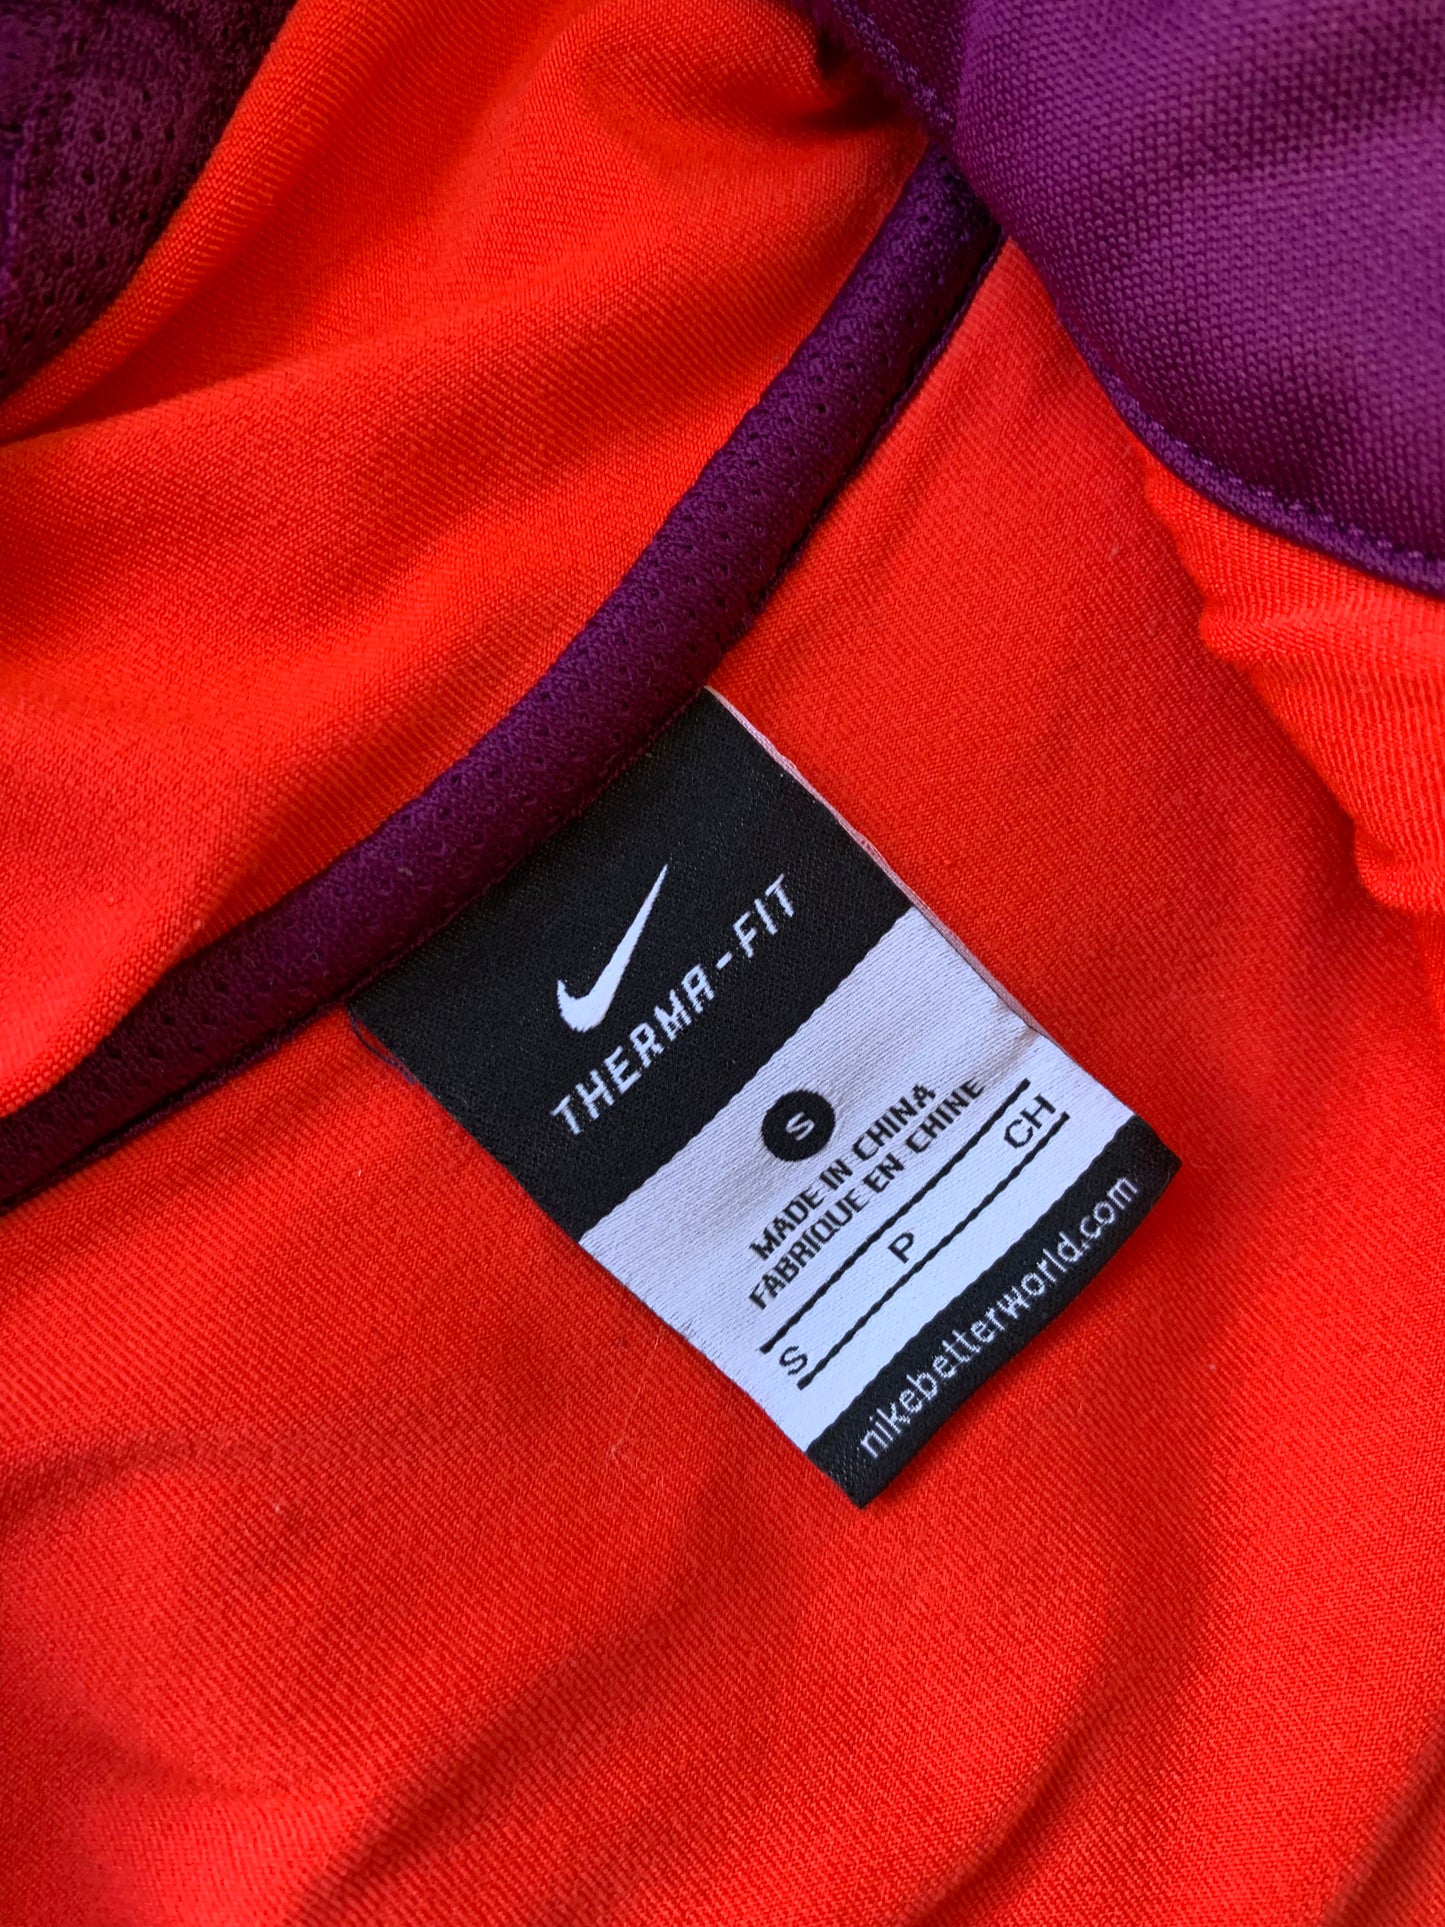 THERMA-FIT
S
MADE IN CHINA
FABRIQUE EN CHINE
S P CH
nikebetterworld.com